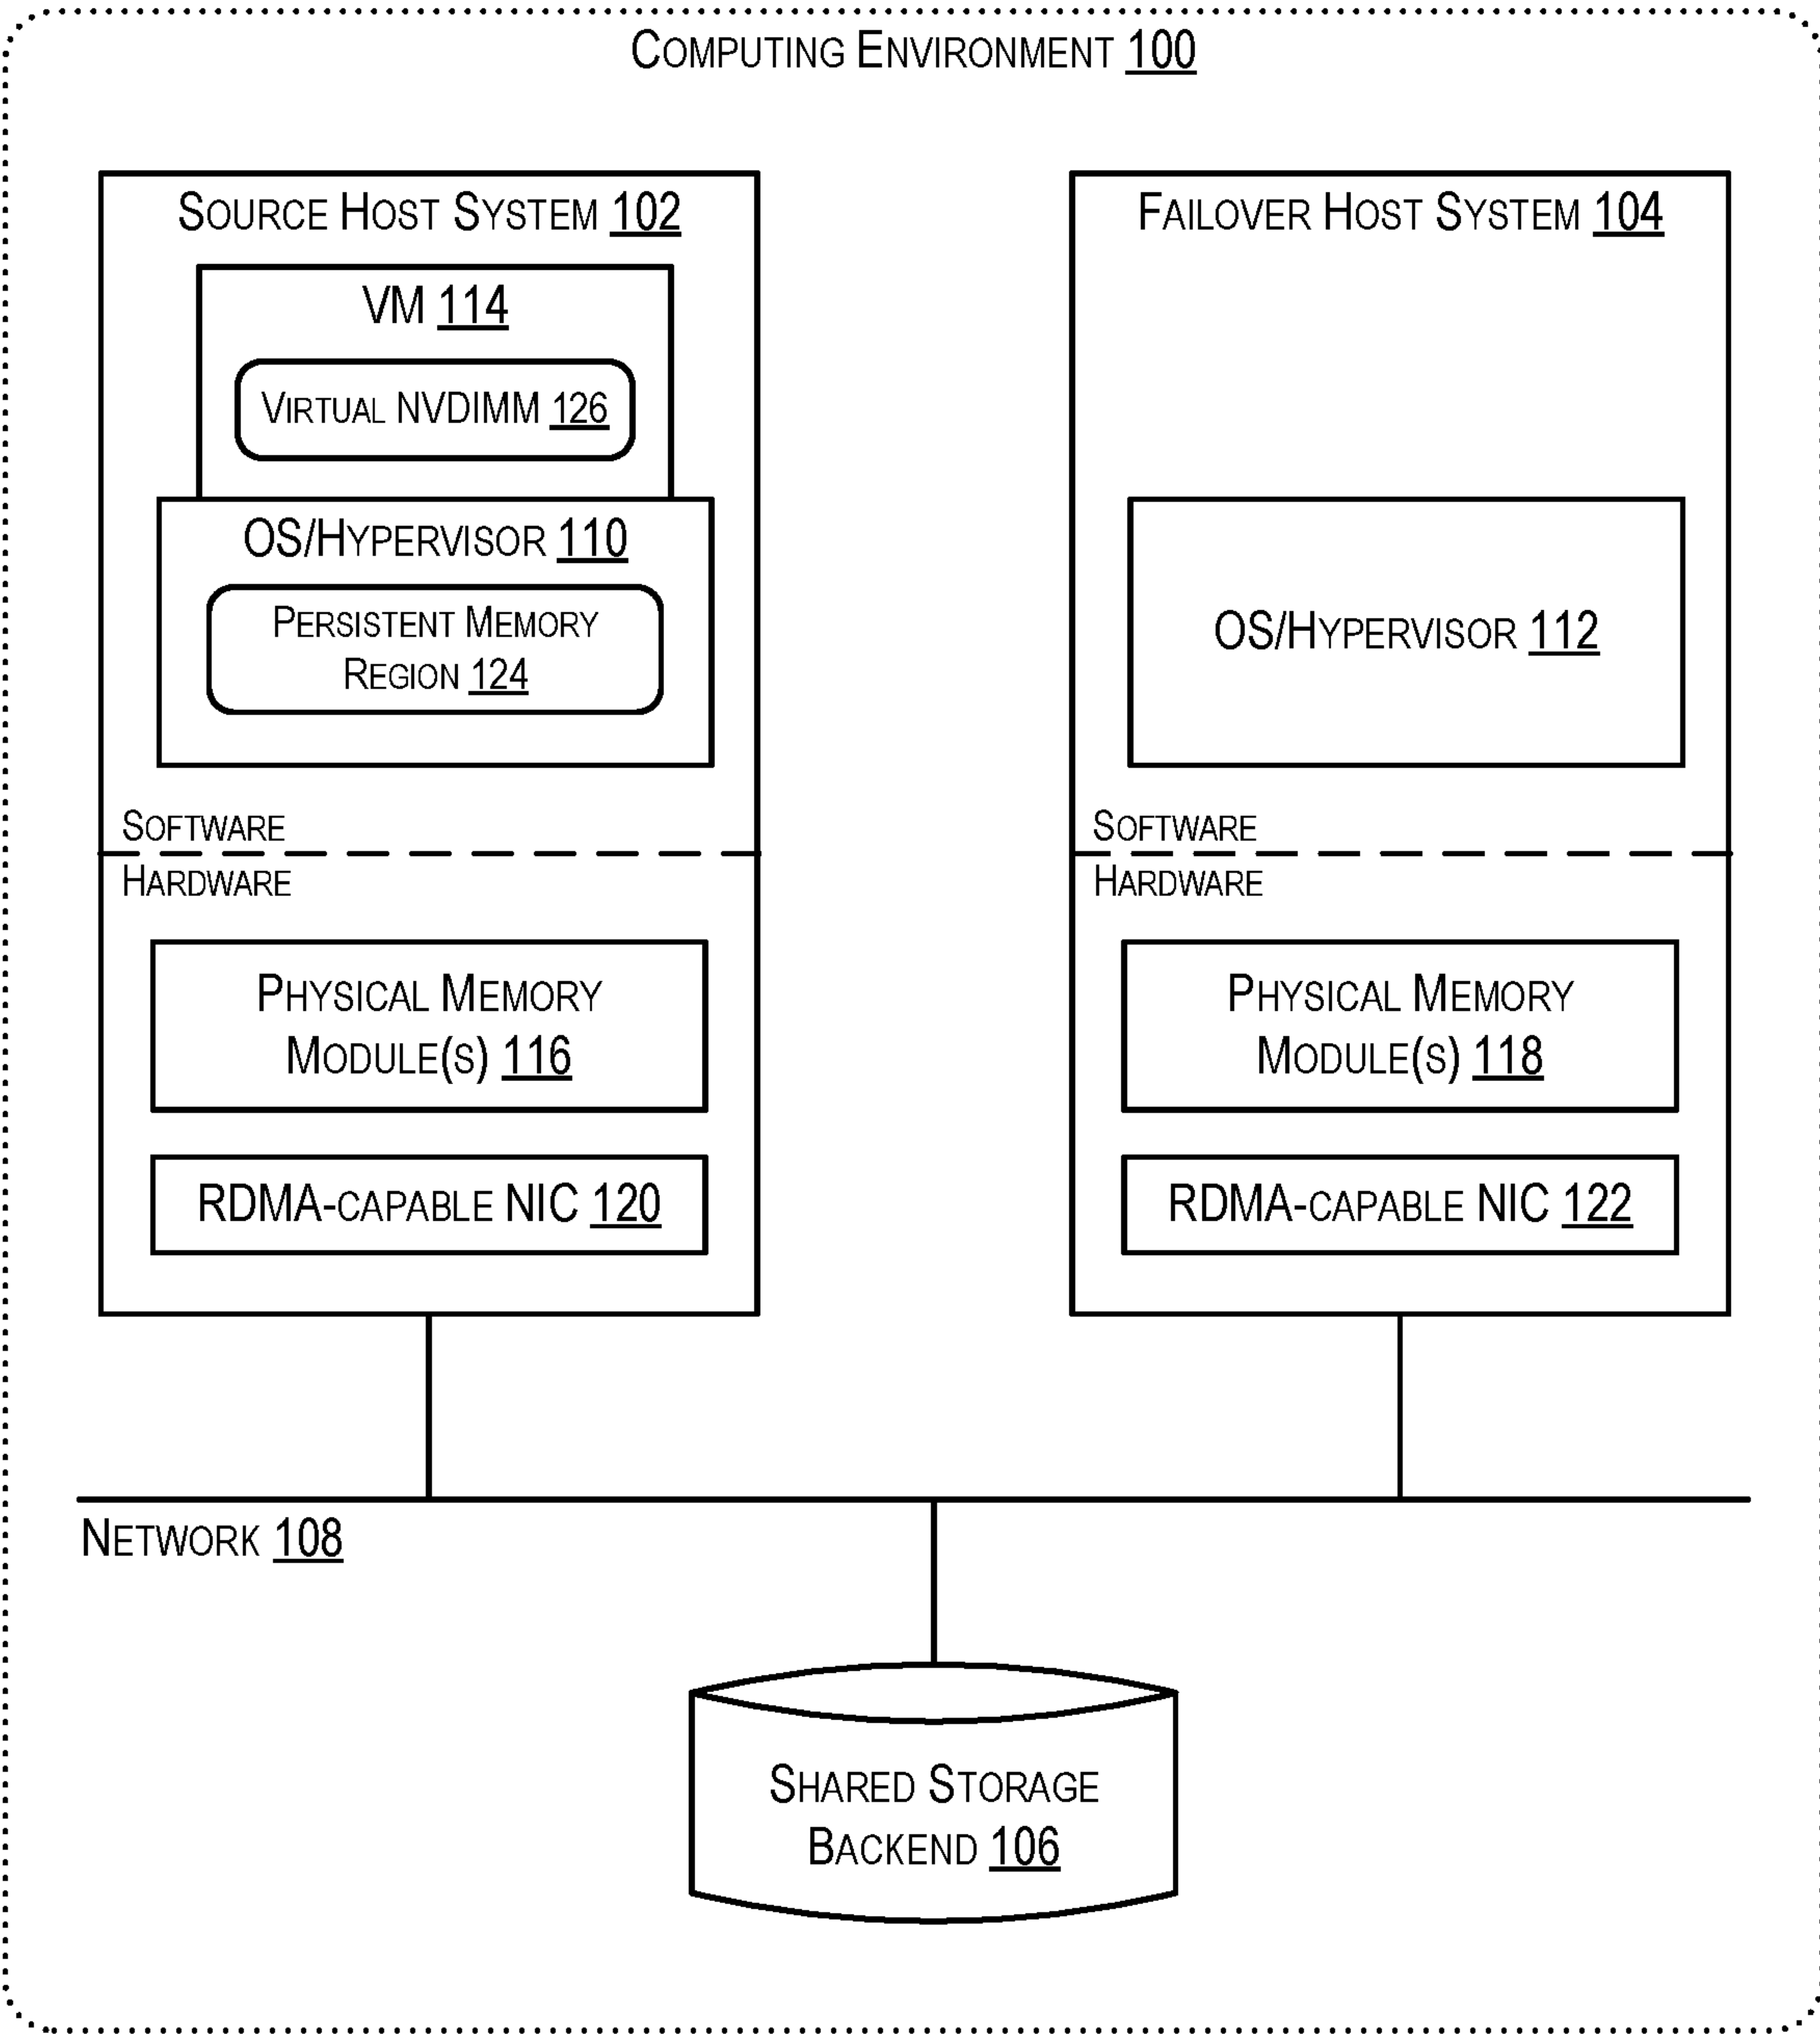 COMPUTING ENVIRONMENT 100
SOURCE HOST SYSTEM 102
VM 114
VIRTUAL NVDIMM 126
OS/HYPERVISOR 110
PERSISTENT MEMORY
REGION 124
SOFTWARE
HARDWARE
PHYSICAL MEMORY
MODULE(S) 116
RDMA-CAPABLE NIC 120
FAILOVER HOST SYSTEM 104
OS/HYPERVISOR 112
SOFTWARE
HARDWARE
PHYSICAL MEMORY
MODULE(S) 118
RDMA-CAPABLE NIC 122
NETWORK 108
SHARED STORAGE
BACKEND 106